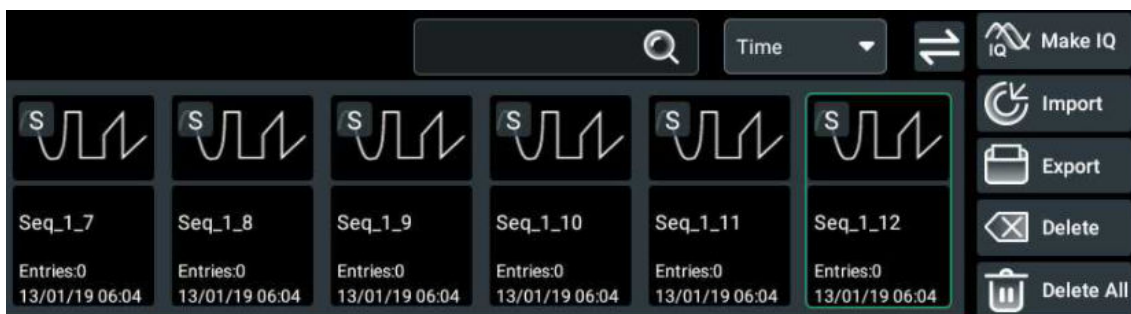 Time
IQ Make IQ
Import
S S S S S S
Export
Seq_1_7 Seq_1_8 Seq_1_9 Seq_1_10 Seq_1_11 Seq_1_12
Delete
Entries:0 Entries:0 Entries:0 Entries:0 Entries:0 Entries:0
13/01/19 06:04 13/01/19 06:04 13/01/19 06:04 13/01/19 06:04 13/01/19 06:04 13/01/19 06:04
Delete All